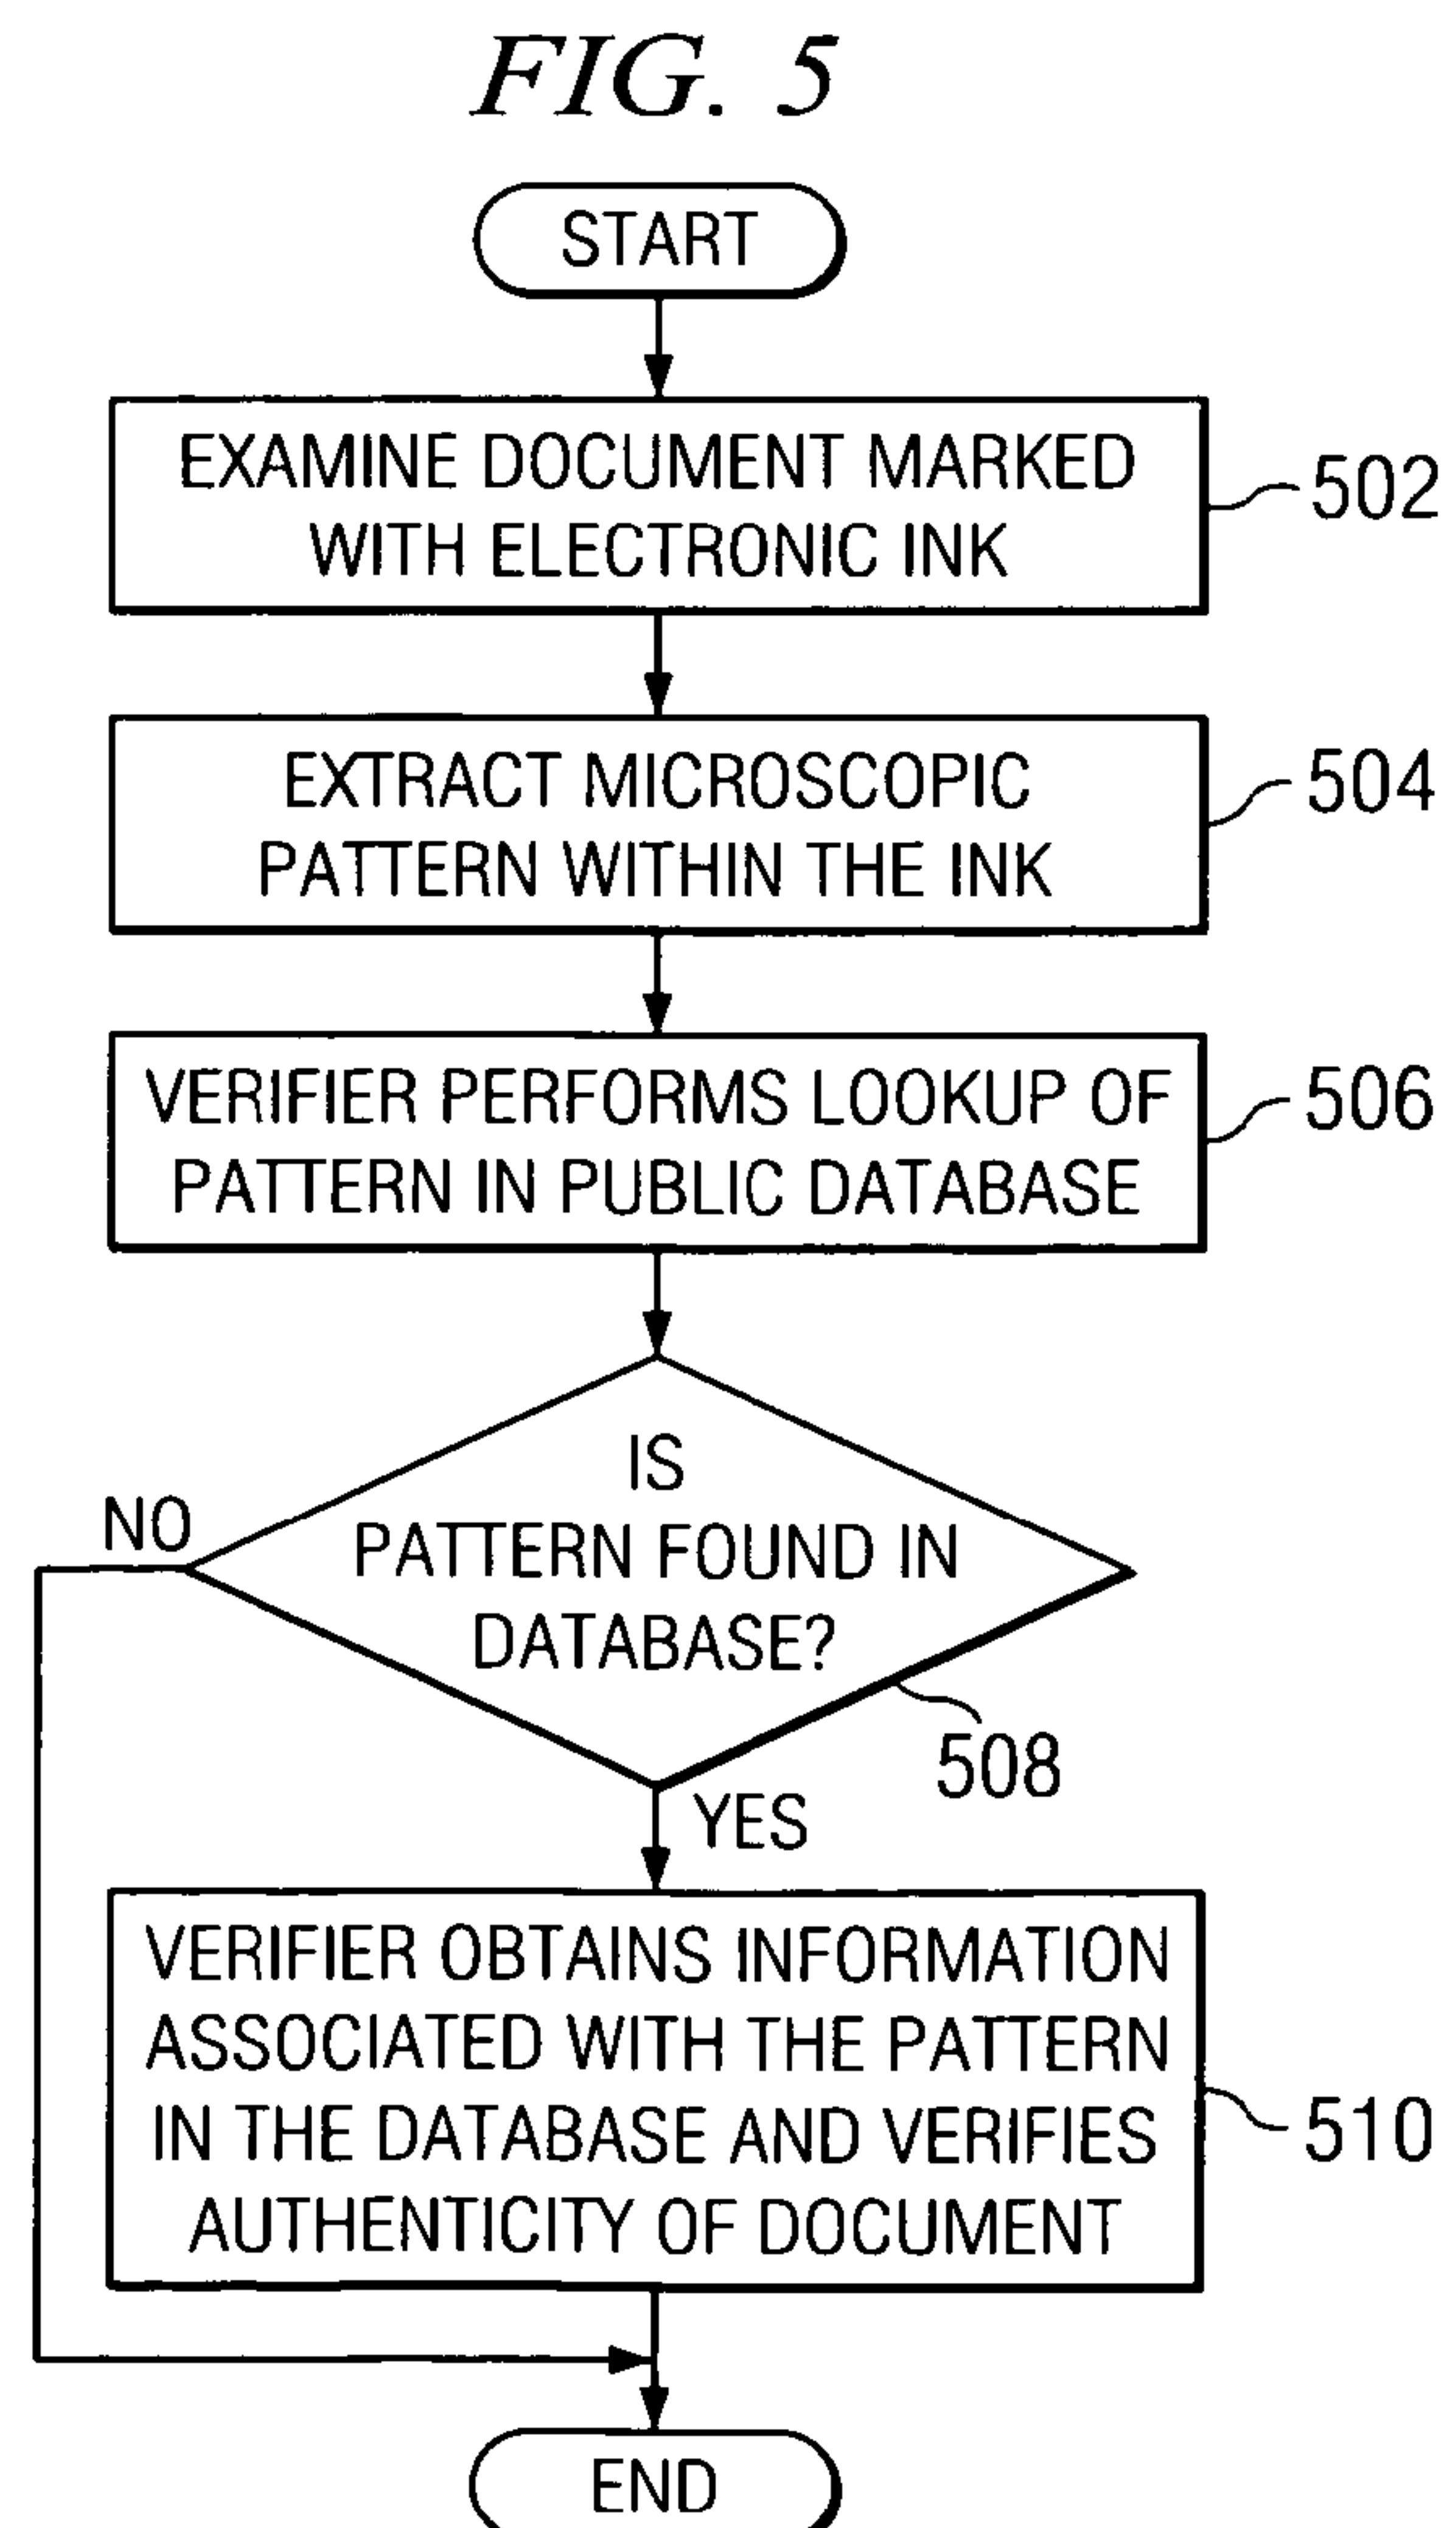 FIG. 5
START
EXAMINE DOCUMENT MARKED
WITH ELECTRONIC INK
502
EXTRACT MICROSCOPIC
PATTERN WITHIN THE INK
504
VERIFIER PERFORMS LOOKUP OF
PATTERN IN PUBLIC DATABASE
506
IS
PATTERN FOUND IN
DATABASE?
NO
508
YES
VERIFIER OBTAINS INFORMATION
ASSOCIATED WITH THE PATTERN
IN THE DATABASE AND VERIFIES
AUTHENTICITY OF DOCUMENT
510
END